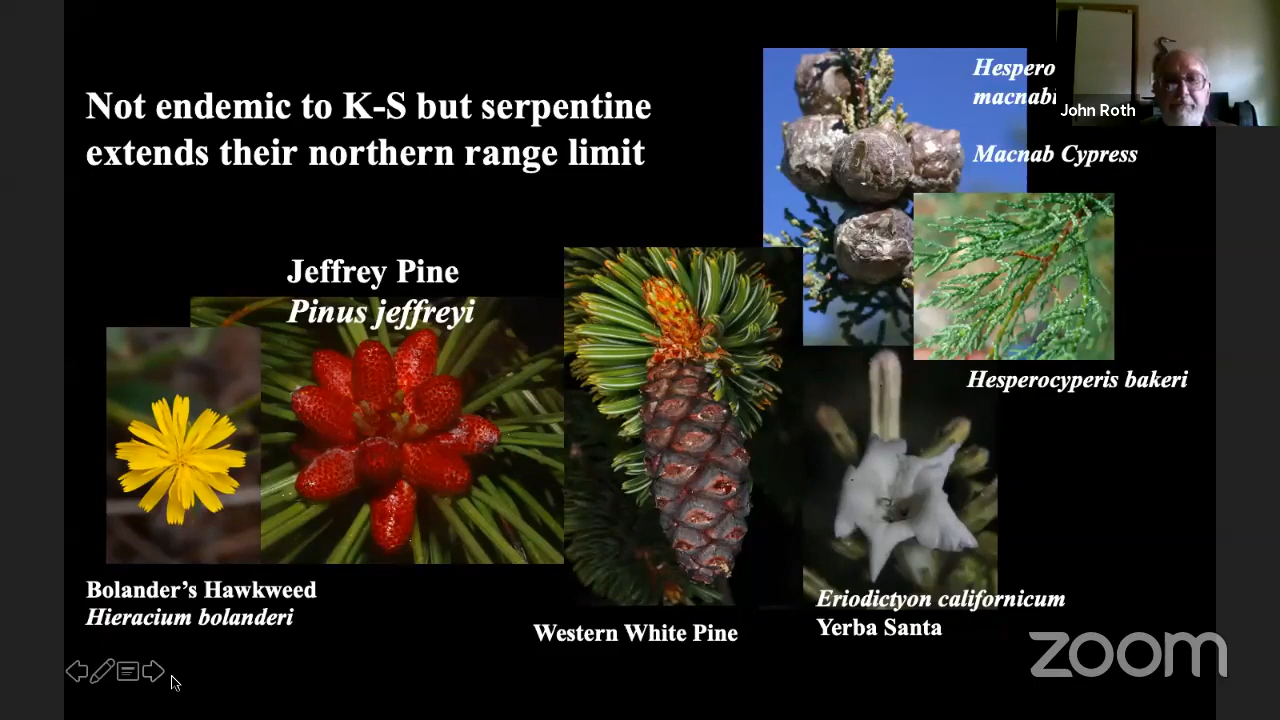 Not endemic to K-S but serpentine
extends their northern range limit
Hespero
macnabi
John Roth
Macnab Cypress
Jeffrey Pine
Pinus jeffreyi
Hesperocyperis bakeri
Bolander's Hawkweed
Hieracium bolanderi
Eriodictyon californicum
Yerba Santa
Western White Pine
zoom